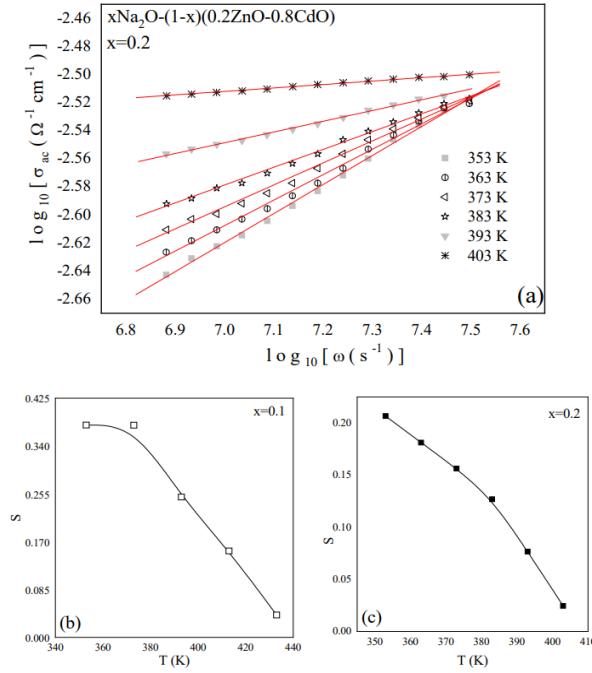 xNa₂O-(1-x)(0.2ZnO-0.8CdO)
x=0.2
-2.46
-2.48
-2.50
-2.52
-2.54
-2.56
-2.58
-2.60
-2.62
-2.64
-2.66
log₁₀ [ σac ( Ω⁻¹ cm⁻¹ ) ]
353 K
363 K
373 K
383 K
393 K
403 K
(a)
6.8 6.9 7.0 7.1 7.2 7.3 7.4 7.5 7.6
log₁₀ [ ω ( s⁻¹ ) ]
0.425
0.340
0.255
0.170
0.085
0.000
S
x=0.1
(b)
340 360 380 400 420 440
T (K)
0.20
0.15
0.10
0.05
0.00
S
x=0.2
(c)
350 360 370 380 390 400
T (K)